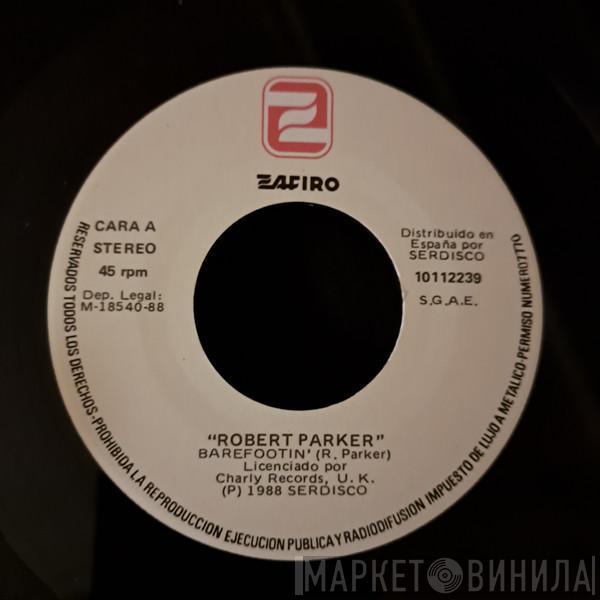 ZAFIRO
CARA A
STEREO
45 rpm
Dep. Legal:
M-18540-88
Distribuido en
España por
SERDISCO
10112239
S.G.A.E.
"ROBERT PARKER"
BAREFOOTIN' (R. Parker)
Licenciado por
Charly Records, U. K.
(P) 1988 SERDISCO
RESERVADOS TODOS LOS DERECHOS-PROHIBIDA LA REPRODUCCION EJECUCION PUBLICA Y RADIODIFUSION IMPUESTO DE LUJO A METALICO-PERMISO NUMERO 7710
МАРКЕТ ВИНИЛА